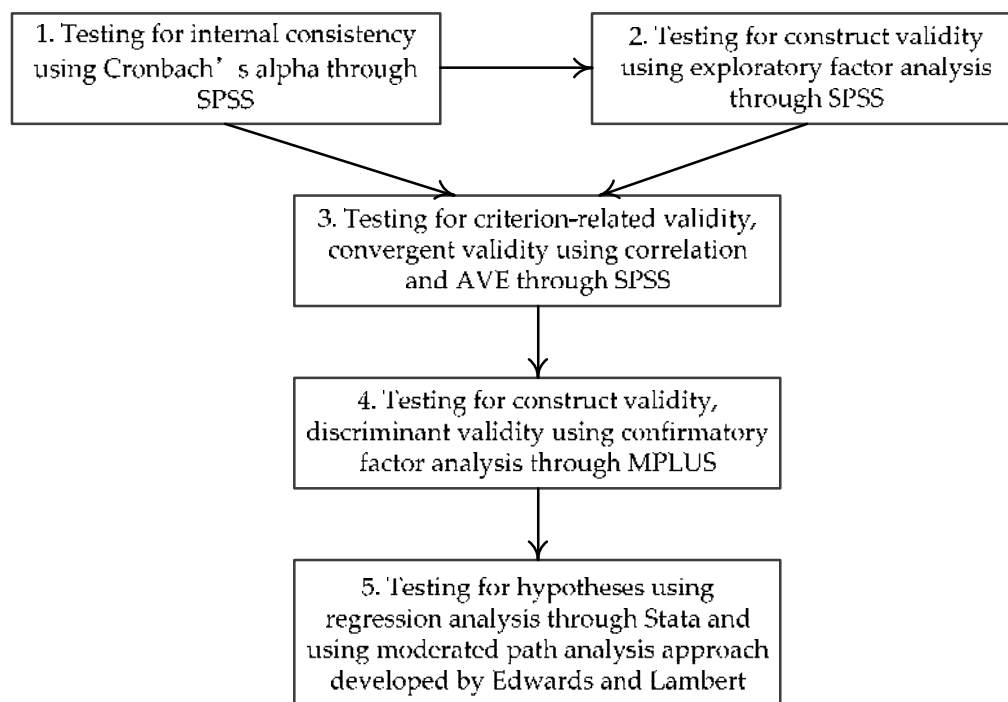 1. Testing for internal consistency
using Cronbach’ s alpha through
SPSS
2. Testing for construct validity
using exploratory factor analysis
through SPSS
3. Testing for criterion-related validity,
convergent validity using correlation
and AVE through SPSS
4. Testing for construct validity,
discriminant validity using confirmatory
factor analysis through MPLUS
5. Testing for hypotheses using
regression analysis through Stata and
using moderated path analysis approach
developed by Edwards and Lambert